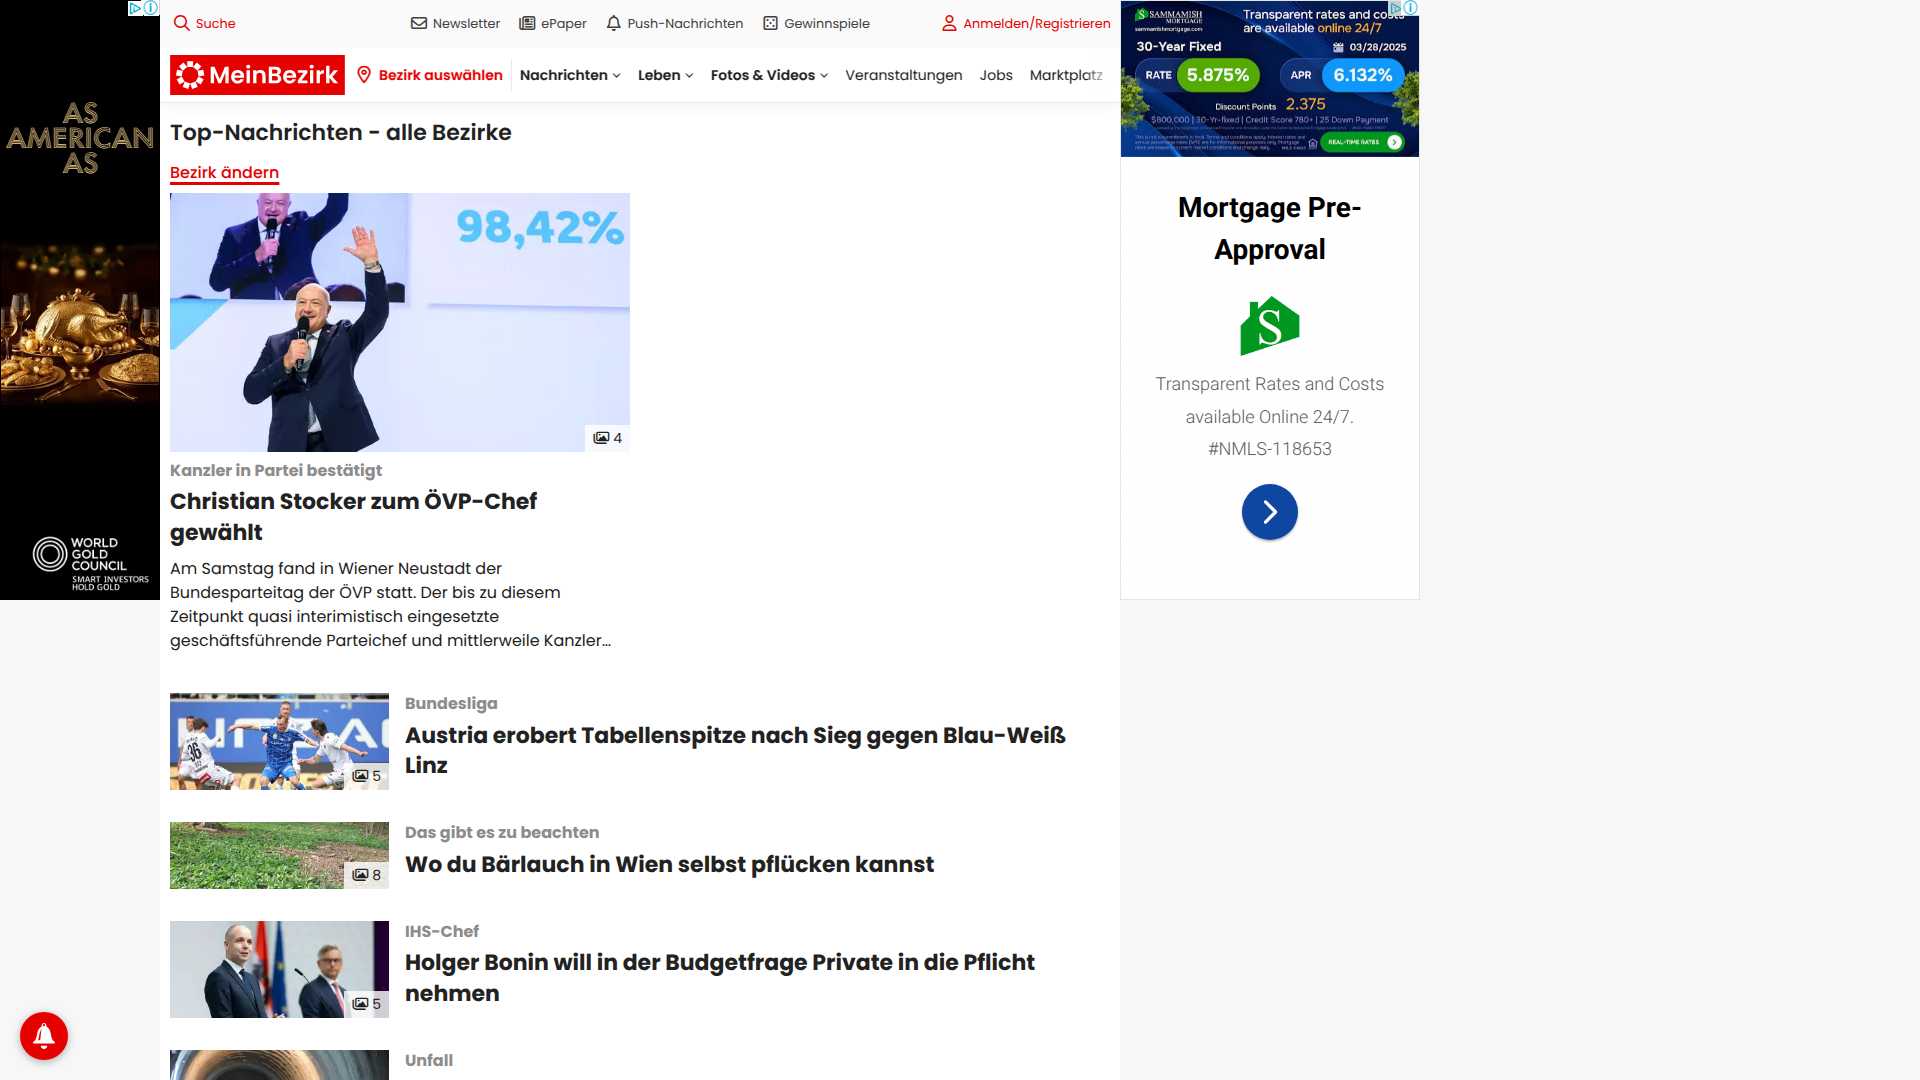 Suche
Newsletter
ePaper
Push-Nachrichten
Gewinnspiele
Anmelden/Registrieren
MeinBezirk
Bezirk auswählen
Nachrichten
Leben
Fotos & Videos
Veranstaltungen
Jobs
Marktplatz
AS
AMERICAN
AS
WORLD
GOLD
COUNCIL
SMART INVESTORS
HOLD GOLD
Top-Nachrichten - alle Bezirke
Bezirk ändern
98,42%
4
Kanzler in Partei bestätigt
Christian Stocker zum ÖVP-Chef
gewählt
Am Samstag fand in Wiener Neustadt der
Bundesparteitag der ÖVP statt. Der bis zu diesem
Zeitpunkt quasi interimistisch eingesetzte
geschäftsführende Parteichef und mittlerweile Kanzler...
36
5
Bundesliga
Austria erobert Tabellenspitze nach Sieg gegen Blau-Weiß
Linz
8
Das gibt es zu beachten
Wo du Bärlauch in Wien selbst pflücken kannst
5
IHS-Chef
Holger Bonin will in der Budgetfrage Private in die Pflicht
nehmen
Unfall
SAMMAMISH
MORTGAGE
sammamishmortgage.com
Transparent rates and costs
are available online 24/7
30-Year Fixed
03/28/2025
RATE 5.875%
APR 6.132%
Discount Points 2.375
$800,000 | 30-Yr-fixed | Credit Score 780+ | 25 Down Payment
REAL-TIME RATES
Mortgage Pre-
Approval
S
Transparent Rates and Costs
available Online 24/7.
#NMLS-118653